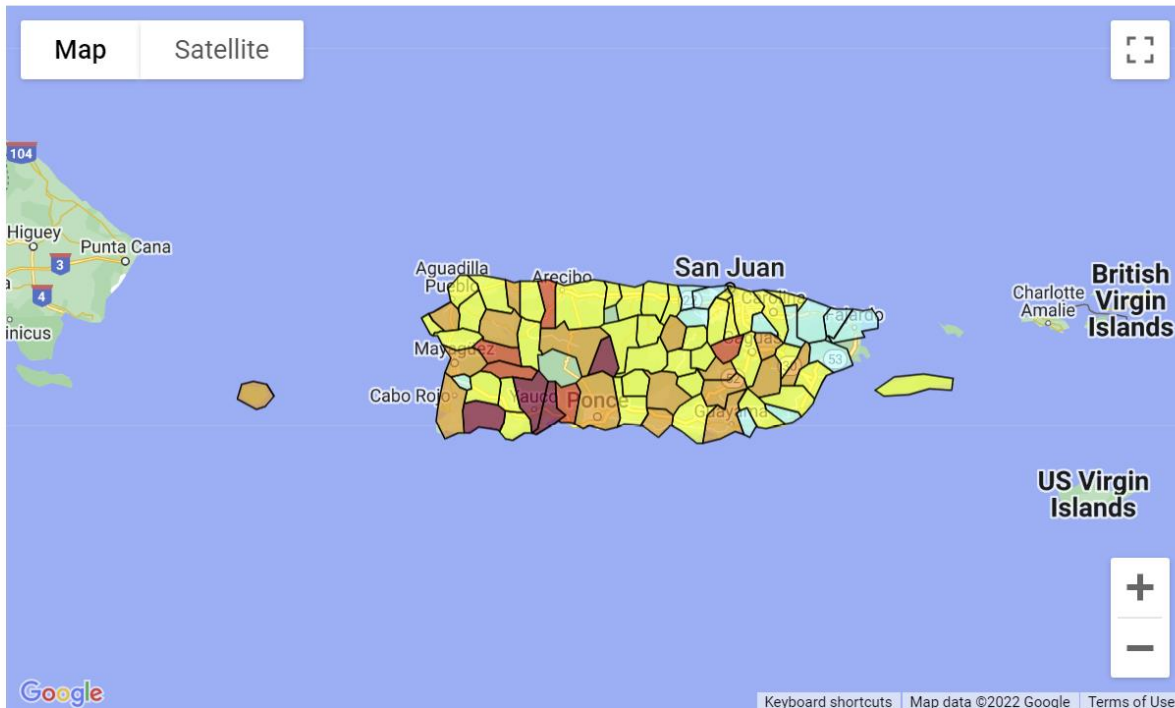 Map Satellite
104
Higuey
Punta Cana
3
4
inicus
Aguadilla
Pueblo
Arecibo
San Juan
22
Carolina
Fajardo
Mayagüez
Caguas
53
52
Cabo Rojo
Yauco
Ponce
Guayama
Charlotte
Amalie
British
Virgin
Islands
US Virgin
Islands
+
−
Google
Keyboard shortcuts Map data ©2022 Google Terms of Use